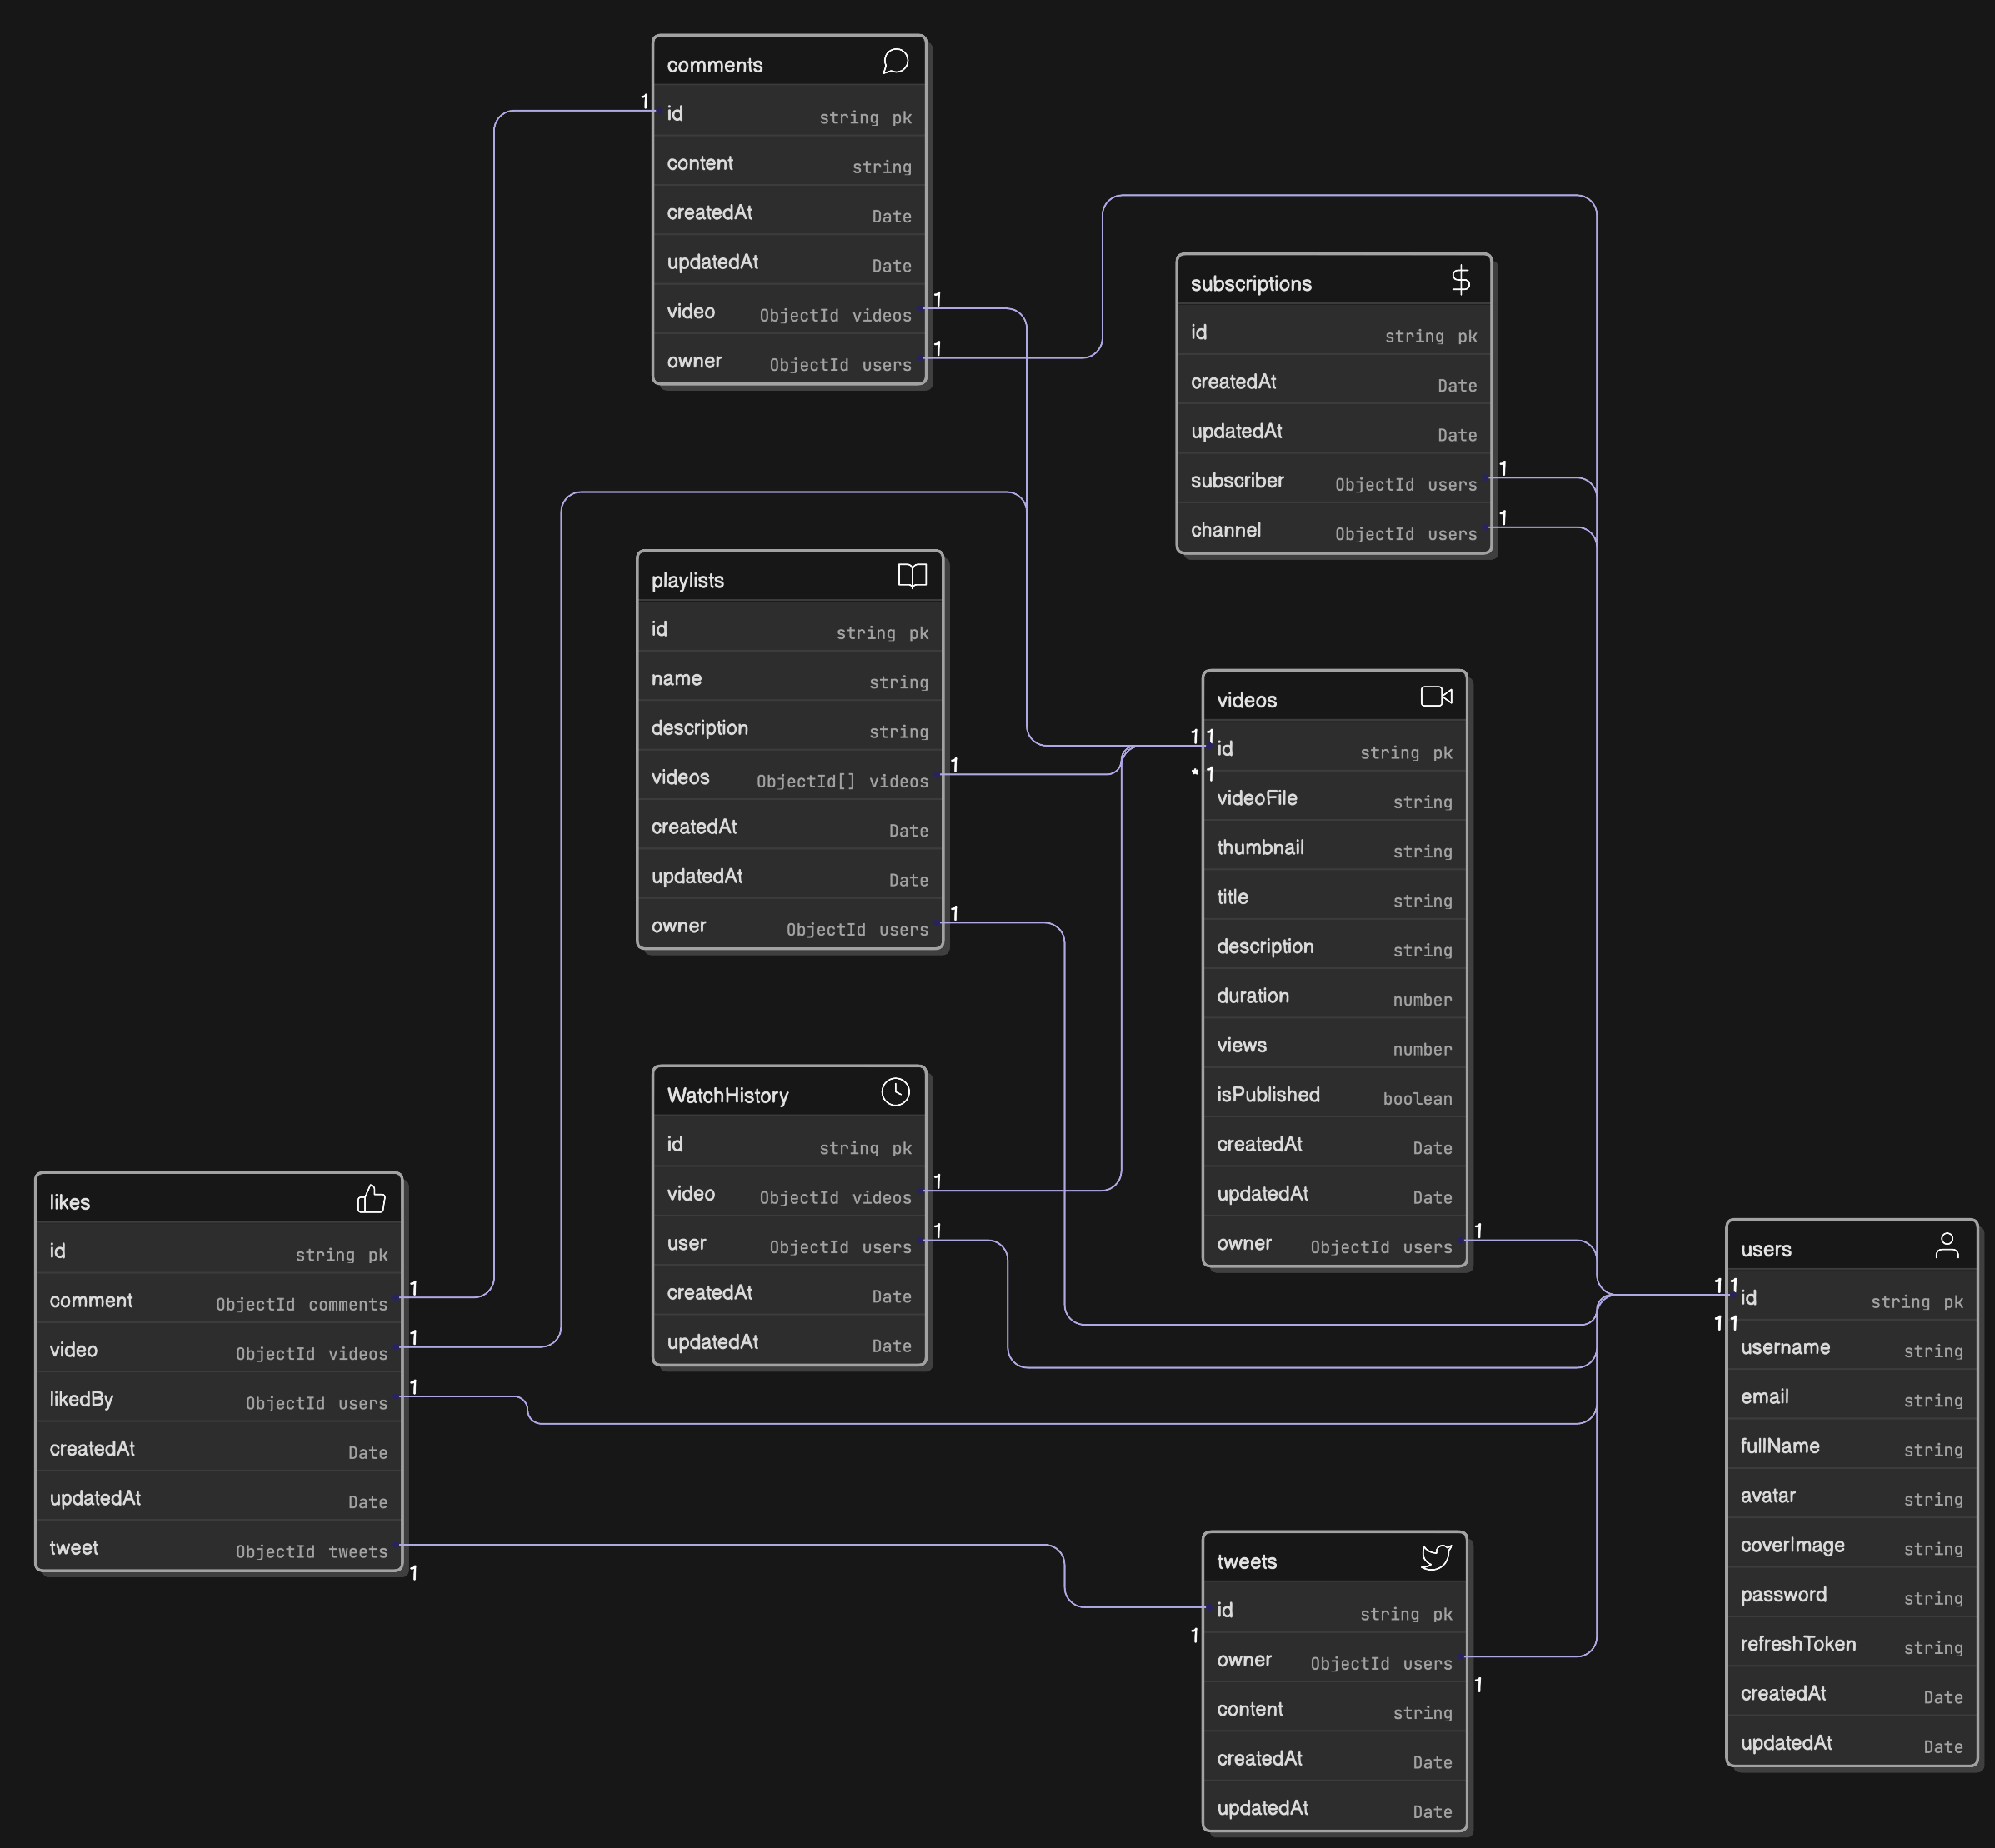 comments
1
id string pk
content string
createdAt Date
updatedAt Date
1
video ObjectId videos
1
owner ObjectId users
subscriptions
id string pk
createdAt Date
updatedAt Date
1
subscriber ObjectId users
1
channel ObjectId users
playlists
id string pk
name string
description string
1
videos ObjectId[] videos
createdAt Date
updatedAt Date
1
owner ObjectId users
videos
1 1
id string pk
* 1
videoFile string
thumbnail string
title string
description string
duration number
views number
isPublished boolean
createdAt Date
updatedAt Date
1
owner ObjectId users
WatchHistory
id string pk
1
video ObjectId videos
1
user ObjectId users
createdAt Date
updatedAt Date
likes
id string pk
1
comment ObjectId comments
1
video ObjectId videos
1
likedBy ObjectId users
createdAt Date
updatedAt Date
tweet ObjectId tweets
1
tweets
id string pk
1
owner ObjectId users
1
content string
createdAt Date
updatedAt Date
users
1 1
id string pk
1 1
username string
email string
fullName string
avatar string
coverImage string
password string
refreshToken string
createdAt Date
updatedAt Date